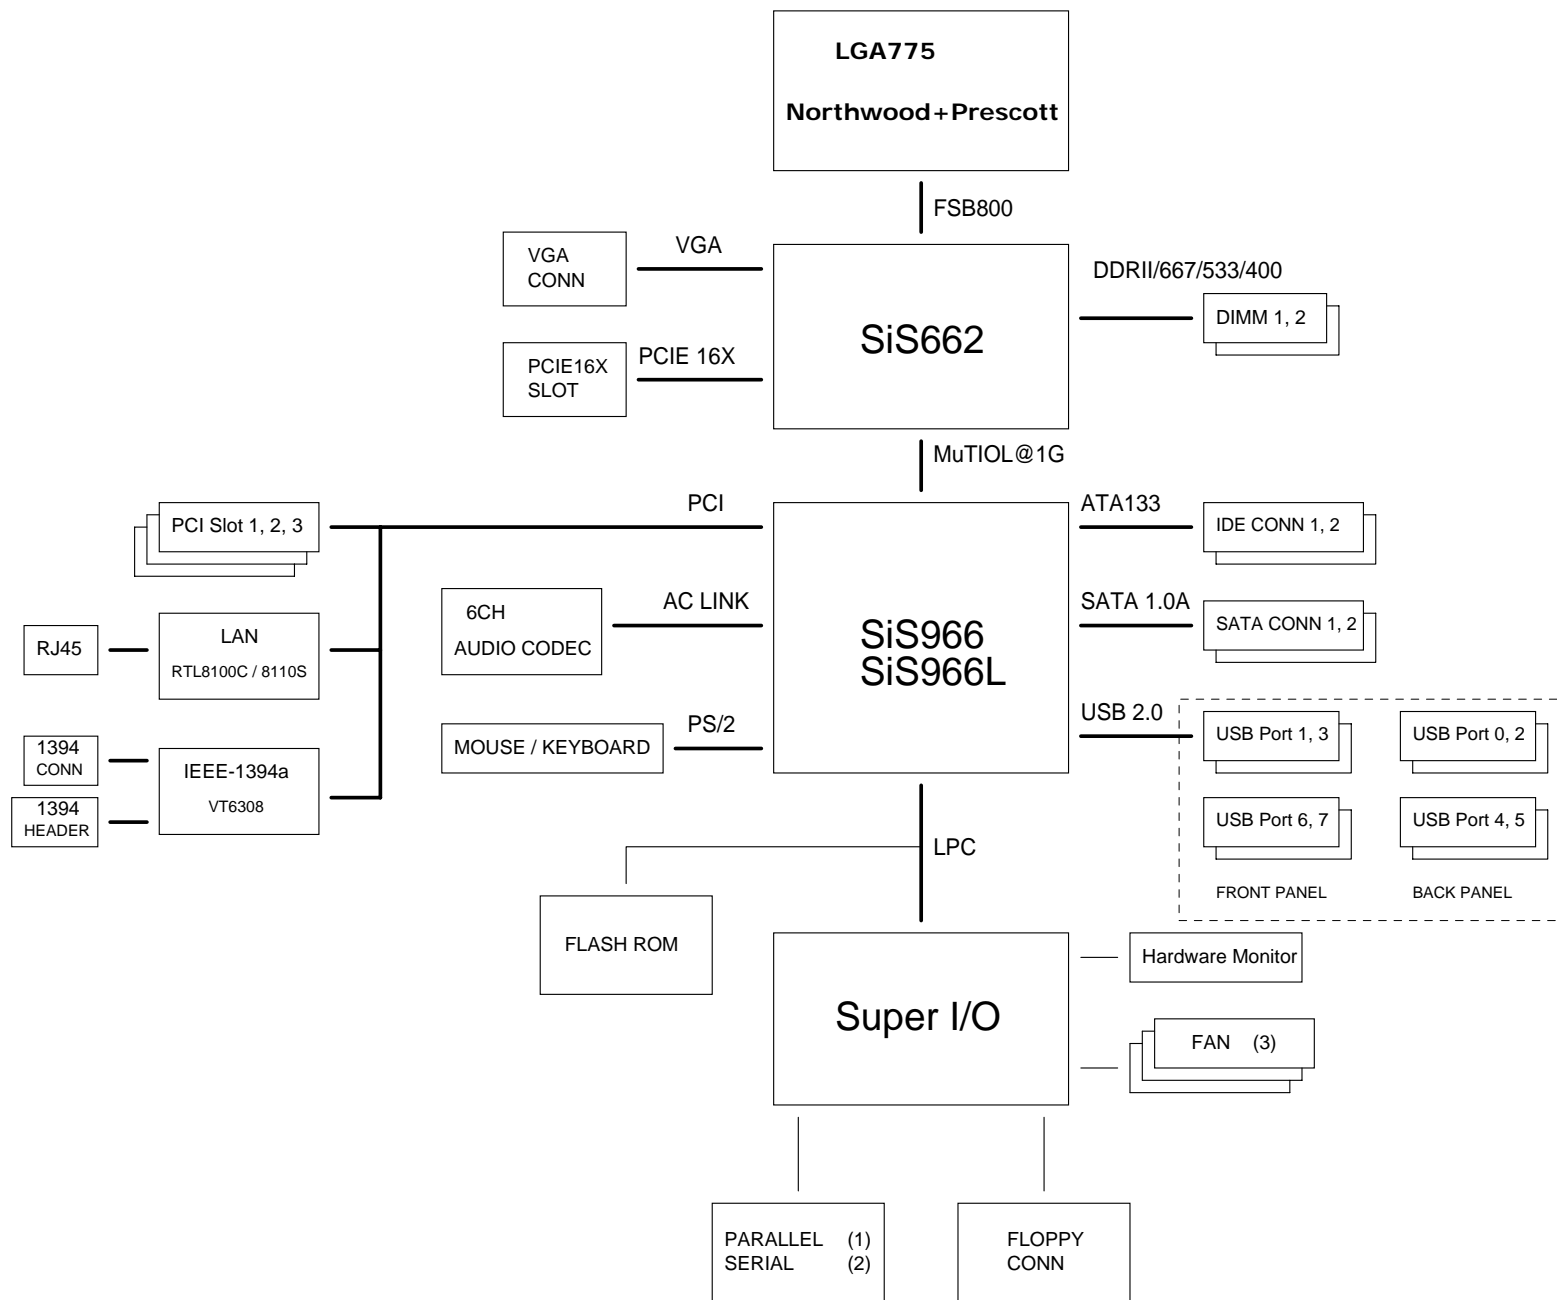 LGA775
Northwood+Prescott
FSB800
VGA
CONN
VGA
DDRII/667/533/400
SiS662
DIMM 1, 2
PCIE16X
SLOT
PCIE 16X
MuTIOL@1G
PCI Slot 1, 2, 3
PCI
ATA133
IDE CONN 1, 2
6CH
AUDIO CODEC
AC LINK
SiS966
SiS966L
SATA 1.0A
SATA CONN 1, 2
RJ45
LAN
RTL8100C / 8110S
MOUSE / KEYBOARD
PS/2
USB 2.0
USB Port 1, 3
USB Port 0, 2
1394
CONN
IEEE-1394a
VT6308
1394
HEADER
USB Port 6, 7
USB Port 4, 5
FRONT PANEL
BACK PANEL
LPC
FLASH ROM
Hardware Monitor
Super I/O
FAN (3)
PARALLEL (1)
SERIAL (2)
FLOPPY
CONN